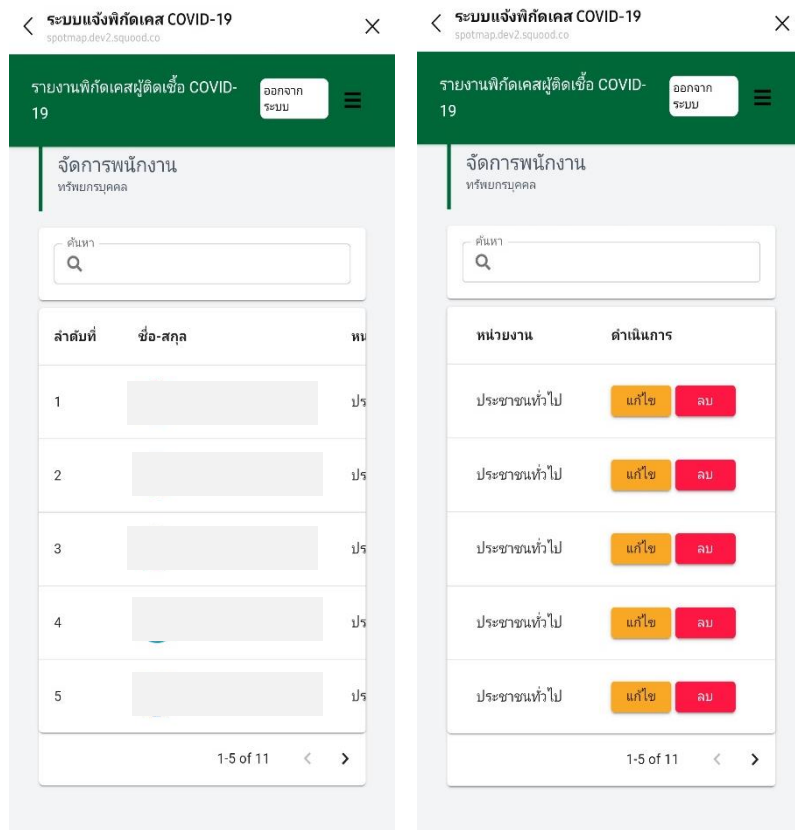 ระบบแจ้งพิกัดเคส COVID-19
spotmap.dev2.squood.co
รายงานพิกัดเคสผู้ติดเชื้อ COVID-
19
ออกจาก
ระบบ
จัดการพนักงาน
ทรัพยกรบุคคล
ค้นหา
ลำดับที่ ชื่อ-สกุล หน
1 ปร
2 ปร
3 ปร
4 ปร
5 ปร
1-5 of 11
ระบบแจ้งพิกัดเคส COVID-19
spotmap.dev2.squood.co
รายงานพิกัดเคสผู้ติดเชื้อ COVID-
19
ออกจาก
ระบบ
จัดการพนักงาน
ทรัพยกรบุคคล
ค้นหา
หน่วยงาน ดำเนินการ
ประชาชนทั่วไป แก้ไข ลบ
ประชาชนทั่วไป แก้ไข ลบ
ประชาชนทั่วไป แก้ไข ลบ
ประชาชนทั่วไป แก้ไข ลบ
ประชาชนทั่วไป แก้ไข ลบ
1-5 of 11